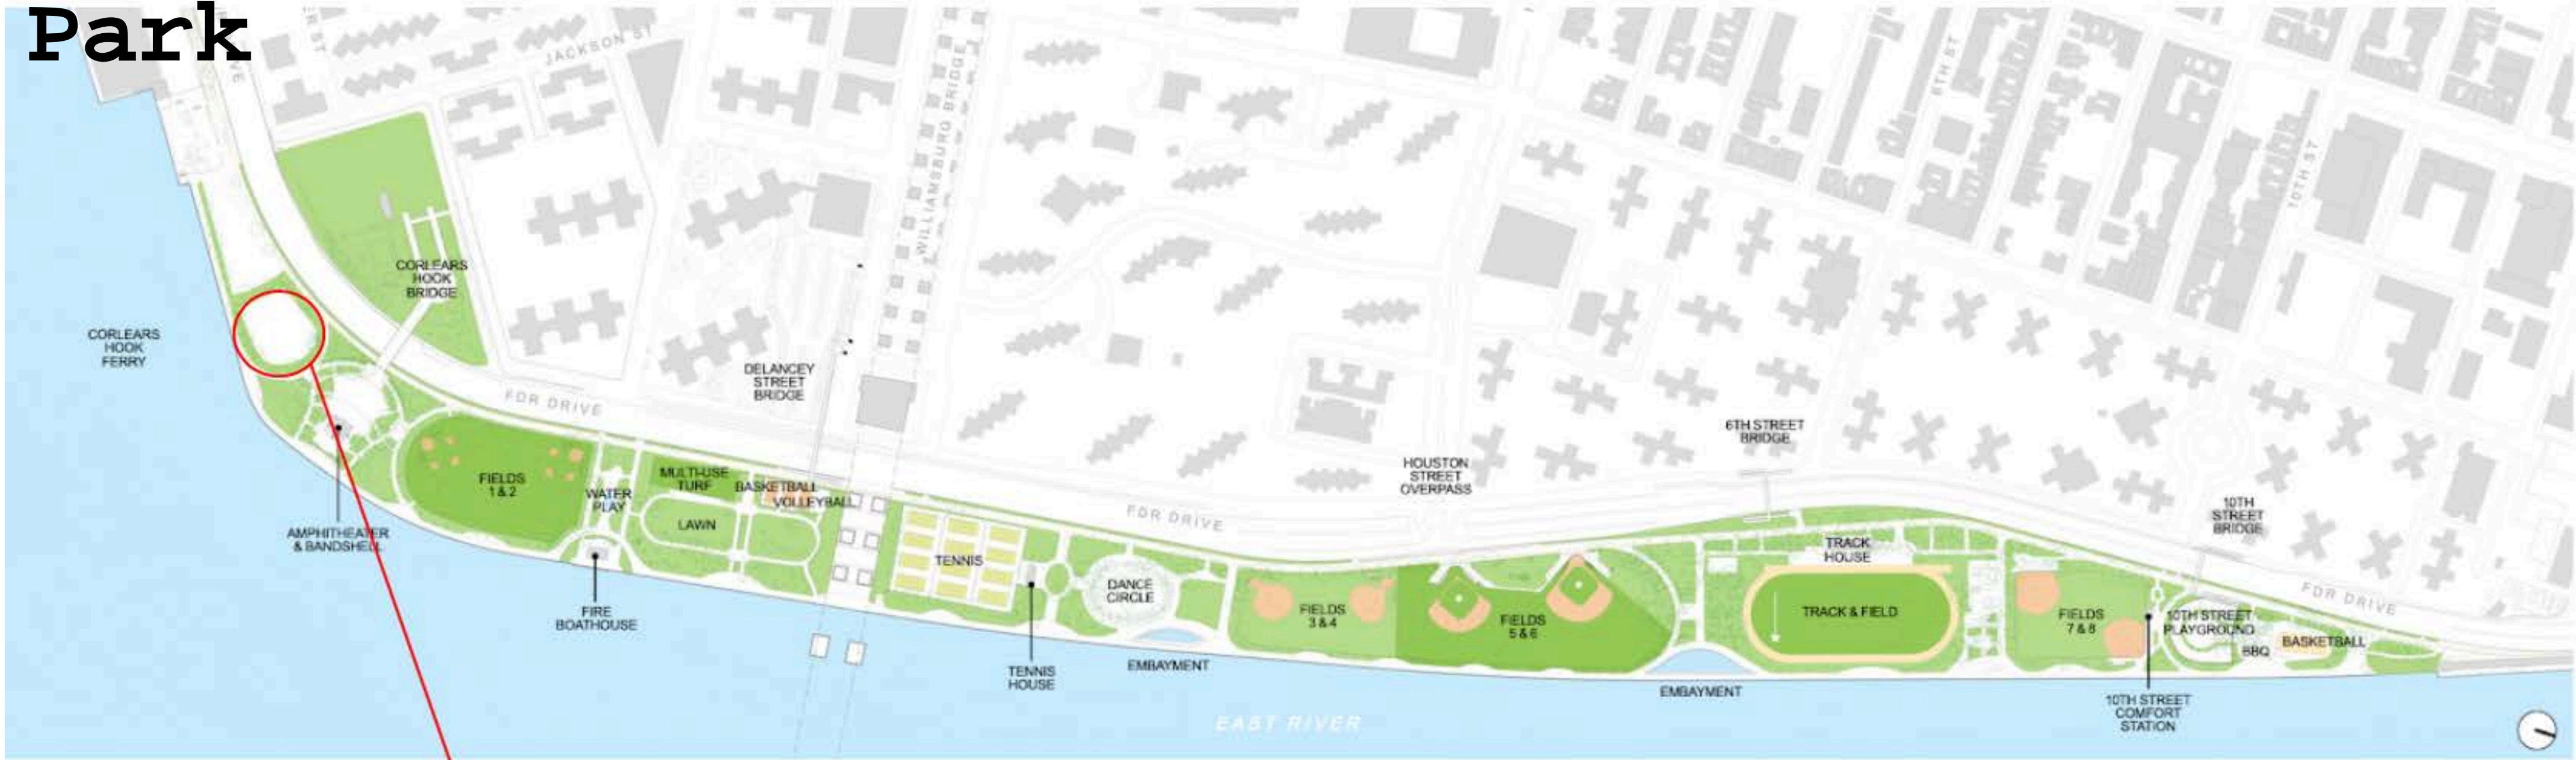 Park
JACKSON ST
WILLIAMSBURG BRIDGE
6TH ST
10TH ST
CORLEARS
HOOK
BRIDGE
CORLEARS
HOOK
FERRY
DELANCEY
STREET
BRIDGE
FDR DRIVE
6TH STREET
BRIDGE
HOUSTON
STREET
OVERPASS
FIELDS
1 & 2
WATER
PLAY
MULTI-USE
TURF
BASKETBALL
VOLLEYBALL
LAWN
AMPHITHEATER
& BANDSHELL
FIRE
BOATHOUSE
FDR DRIVE
TENNIS
DANCE
CIRCLE
TENNIS
HOUSE
EMBAYMENT
FIELDS
3 & 4
FIELDS
5 & 6
TRACK
HOUSE
TRACK & FIELD
EMBAYMENT
10TH
STREET
BRIDGE
FDR DRIVE
FIELDS
7 & 8
10TH STREET
PLAYGROUND
BBQ
BASKETBALL
10TH STREET
COMFORT
STATION
EAST RIVER